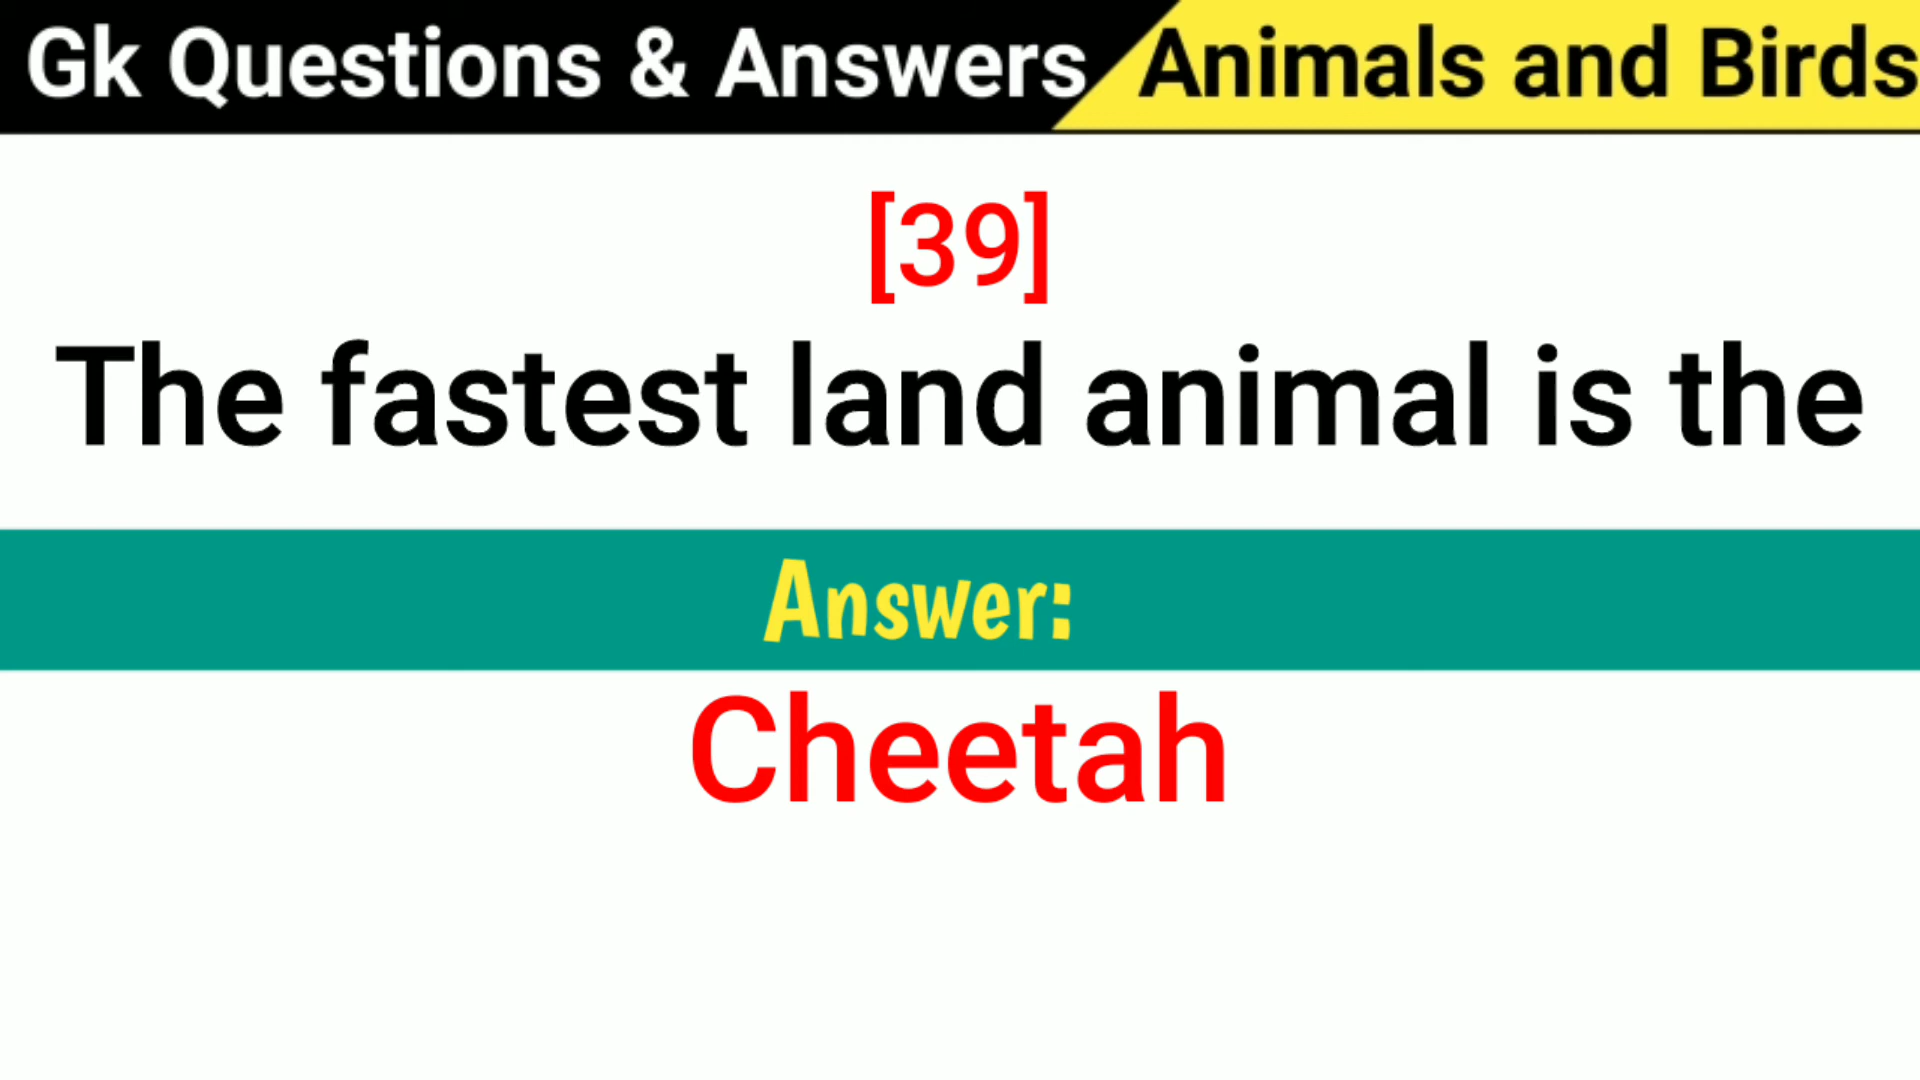 Gk Questions & Answers Animals and Birds
[39]
The fastest land animal is the
Answer:
Cheetah